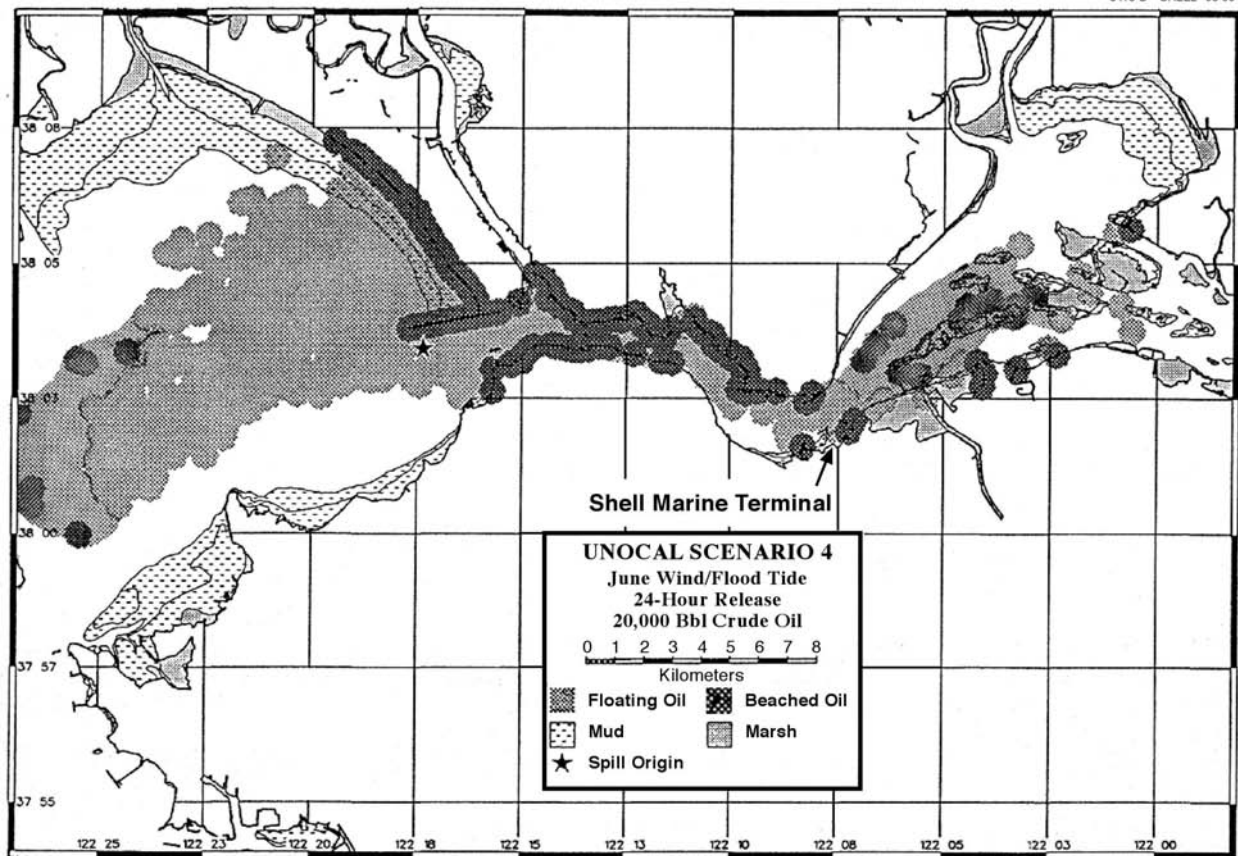 38 08
38 05
38 03
38 00
37 57
37 55
Shell Marine Terminal
UNOCAL SCENARIO 4
June Wind/Flood Tide
24-Hour Release
20,000 Bbl Crude Oil
0 1 2 3 4 5 6 7 8
Kilometers
Floating Oil
Beached Oil
Mud
Marsh
Spill Origin
122 25
122 23
122 20
122 18
122 15
122 13
122 10
122 08
122 05
122 03
122 00